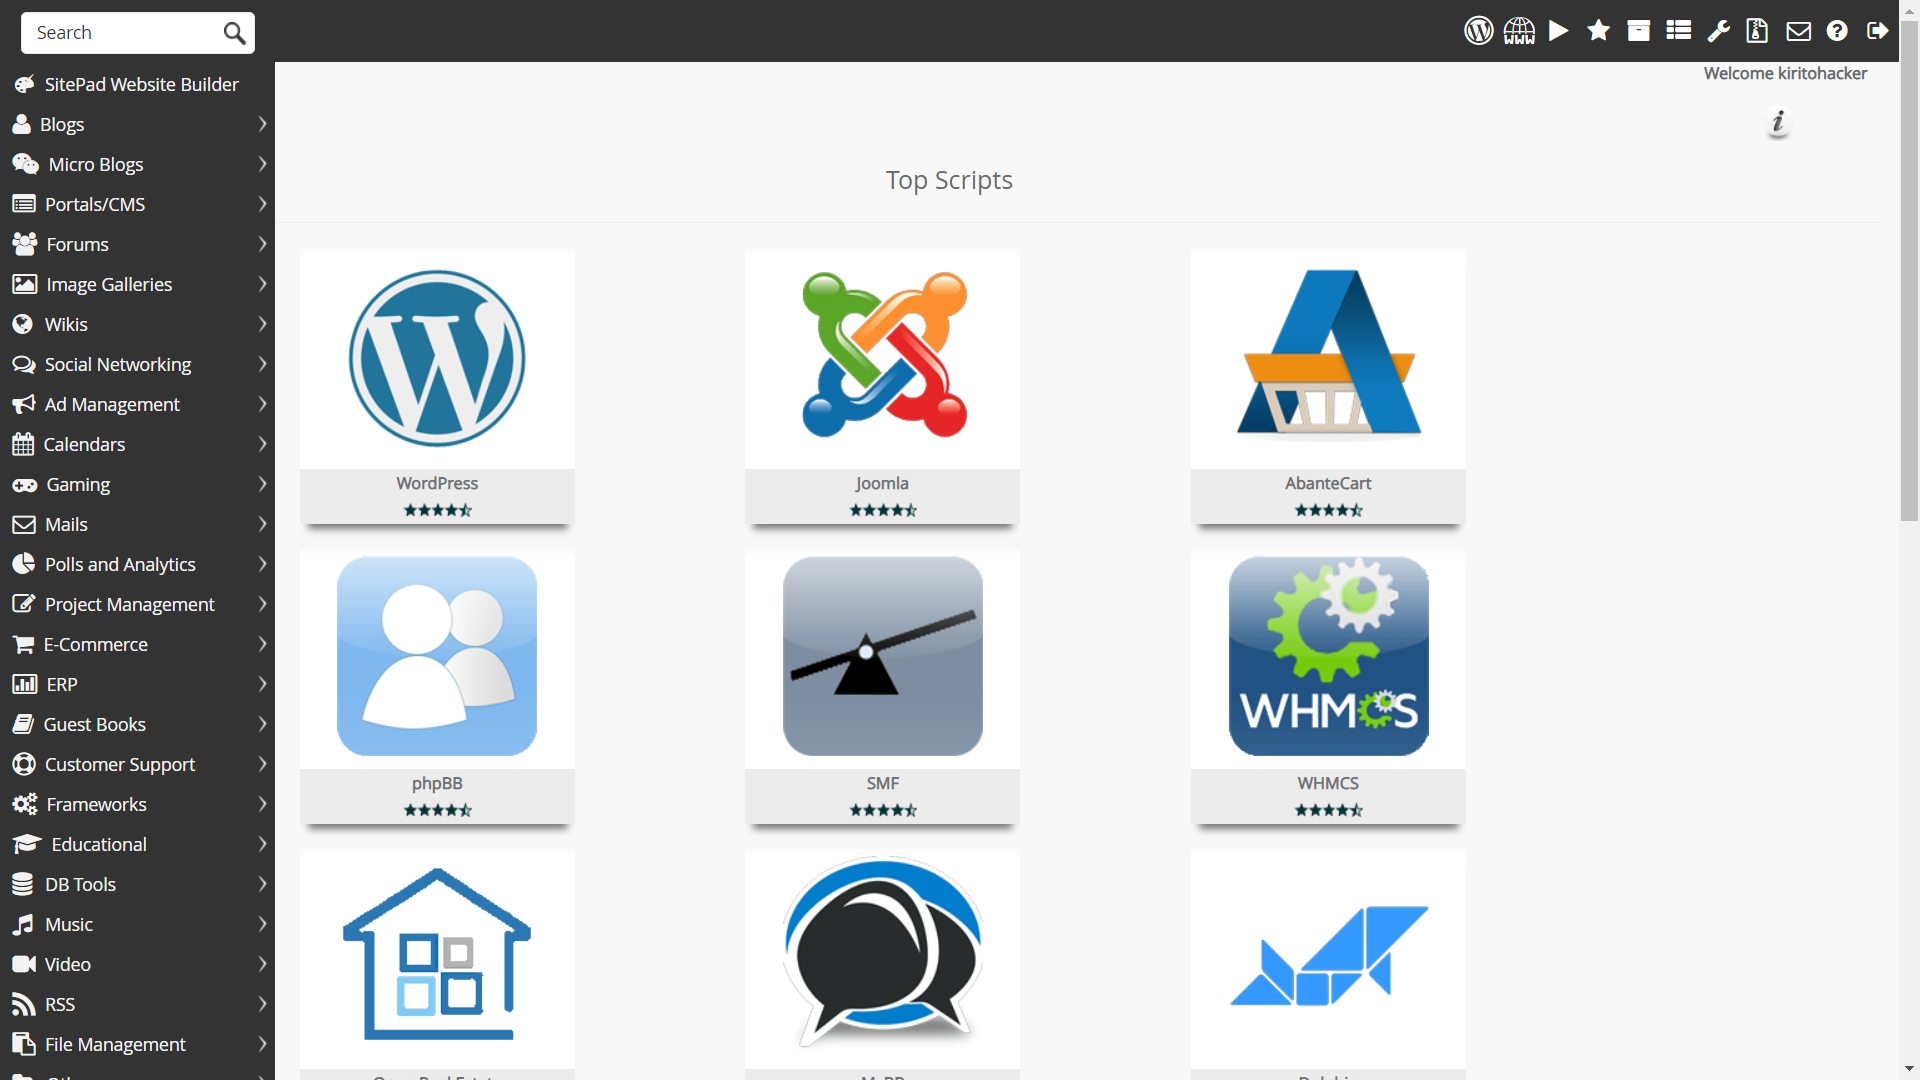 Search
Welcome kiritohacker
SitePad Website Builder
Blogs
Micro Blogs
Portals/CMS
Forums
Image Galleries
Wikis
Social Networking
Ad Management
Calendars
Gaming
Mails
Polls and Analytics
Project Management
E-Commerce
ERP
Guest Books
Customer Support
Frameworks
Educational
DB Tools
Music
Video
RSS
File Management
Top Scripts
WordPress
Joomla
AbanteCart
WHMCS
phpBB
SMF
WHMCS